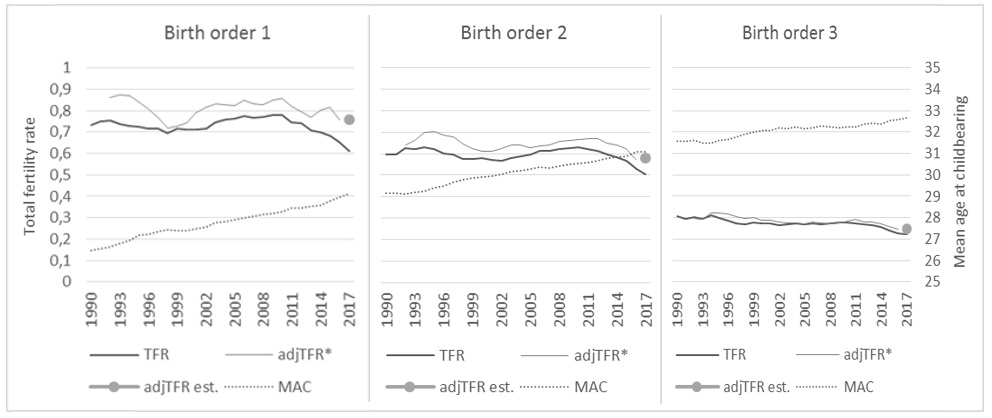 Birth order 1
Birth order 2
Birth order 3
Total fertility rate
1
0,9
0,8
0,7
0,6
0,5
0,4
0,3
0,2
0,1
0
35
34
33
32
31
30
29
28
27
26
25
Mean age at childbearing
1990 1993 1996 1999 2002 2005 2008 2011 2014 2017
1990 1993 1996 1999 2002 2005 2008 2011 2014 2017
1990 1993 1996 1999 2002 2005 2008 2011 2014 2017
TFR adjTFR*
adjTFR est. MAC
TFR adjTFR*
adjTFR est. MAC
TFR adjTFR*
adjTFR est. MAC